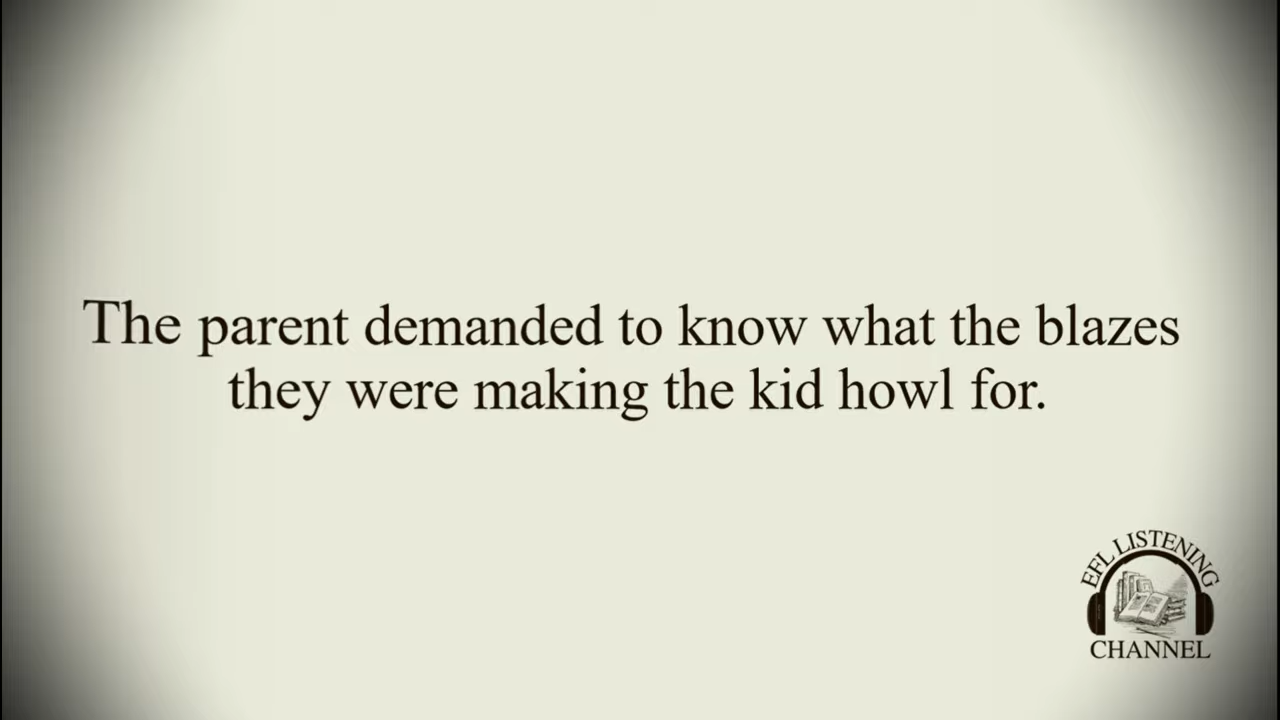 The parent demanded to know what the blazes
they were making the kid howl for.
EFL LISTENING
CHANNEL